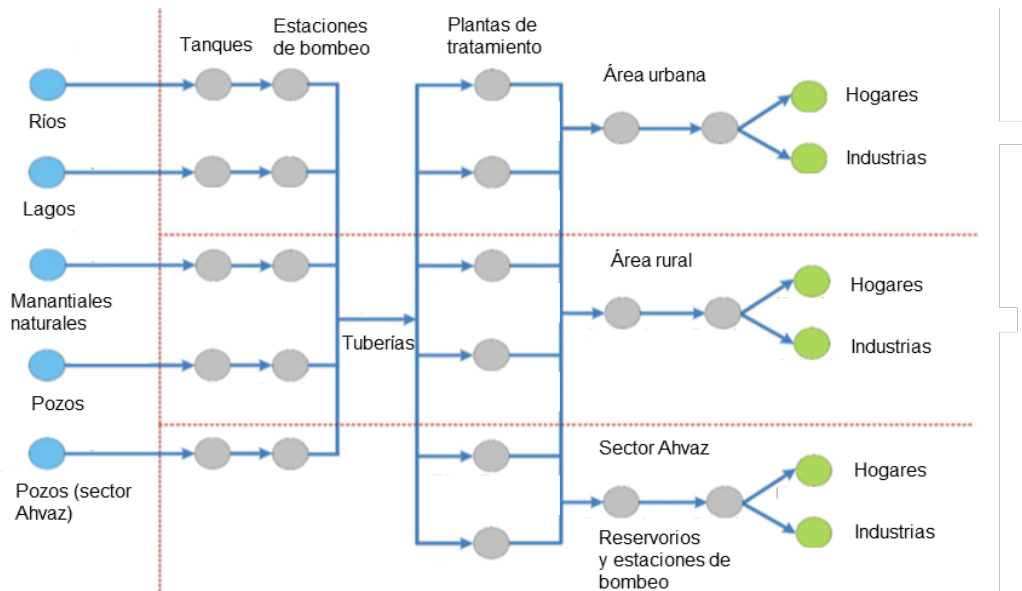 Tanques
Estaciones
de bombeo
Plantas de
tratamiento
Área urbana
Hogares
Industrias
Ríos
Lagos
Manantiales
naturales
Pozos
Pozos (sector
Ahvaz)
Tuberías
Área rural
Hogares
Industrias
Sector Ahvaz
Hogares
Industrias
Reservorios
y estaciones de
bombeo